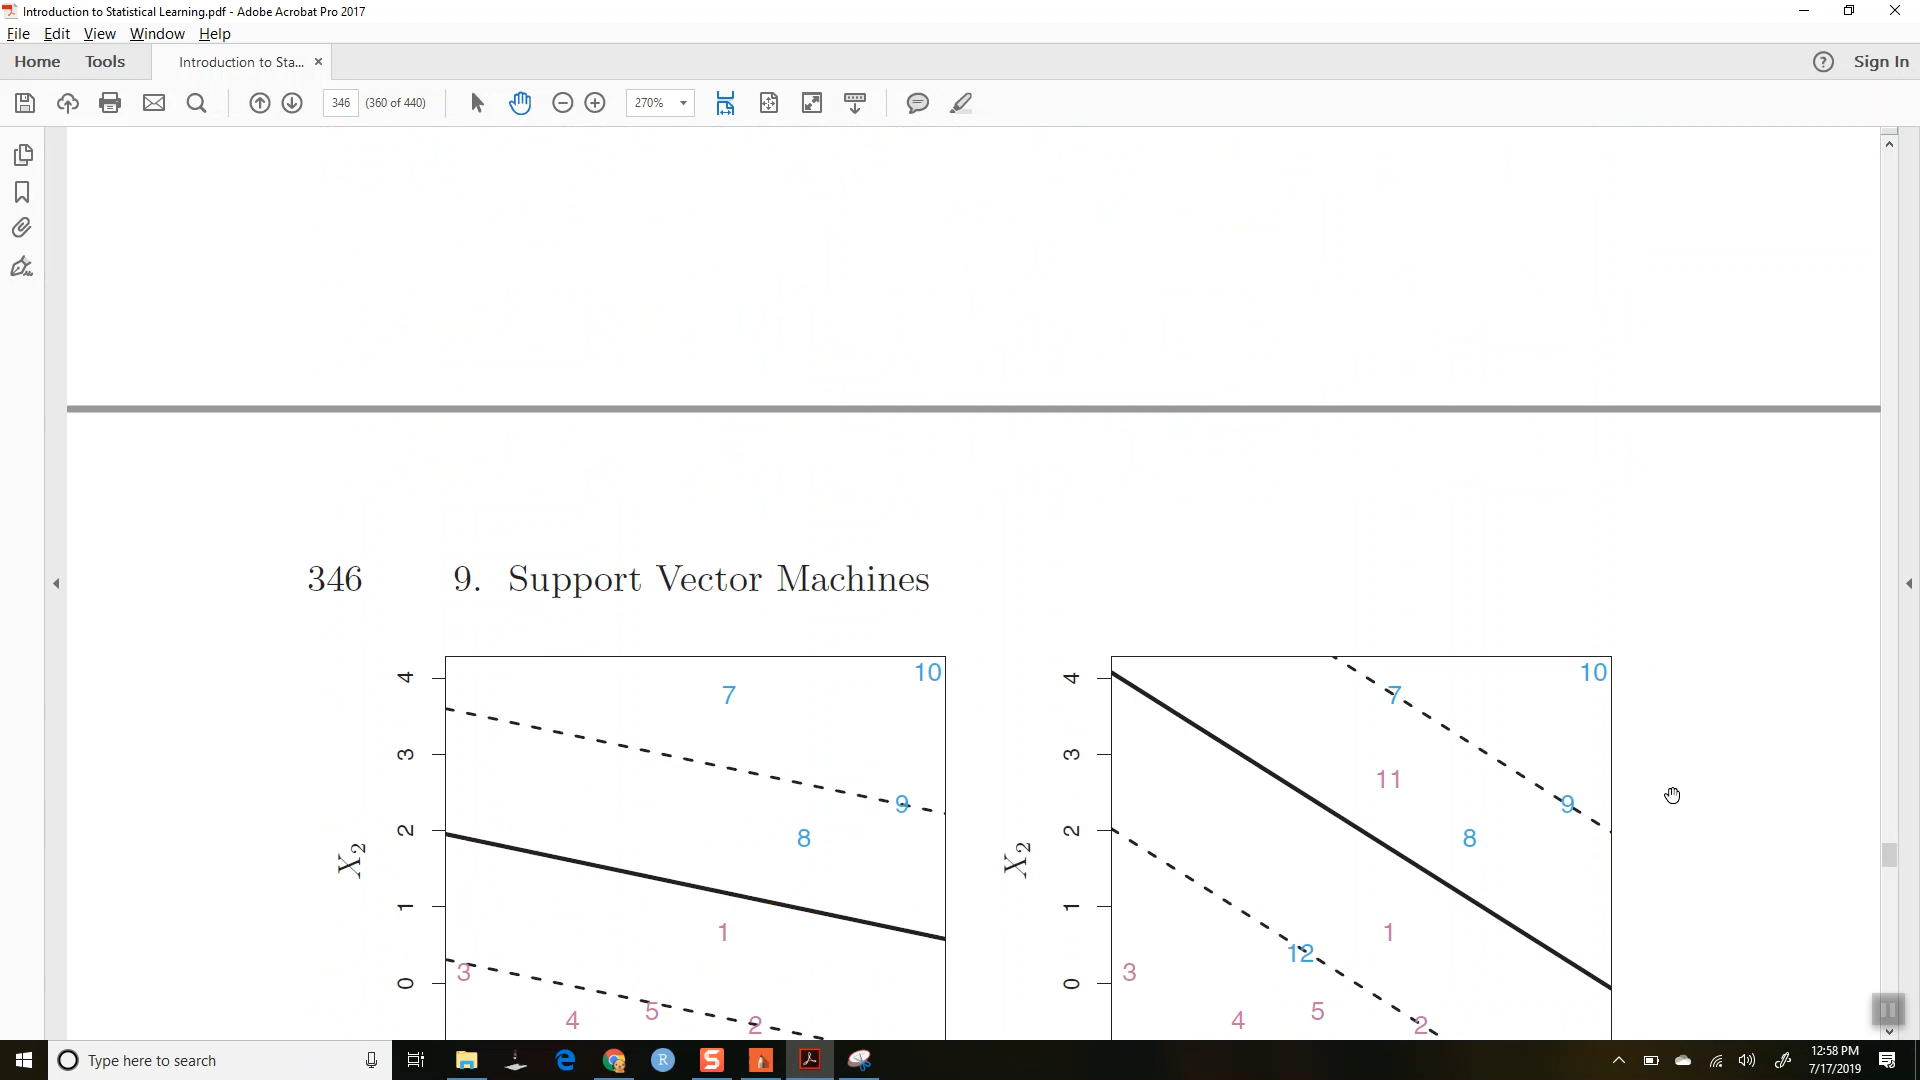 Introduction to Statistical Learning.pdf - Adobe Acrobat Pro 2017
File Edit View Window Help
Home Tools Introduction to Sta... × ? Sign In
346 (360 of 440) 270%
346 9. Support Vector Machines
4 3 2 1 0
X2
10
7
9
8
1
3
5
4 2
4 3 2 1 0
X2
10
7
11
9
8
1
12
3
5
4 2
Type here to search
R
S
12:58 PM
7/17/2019